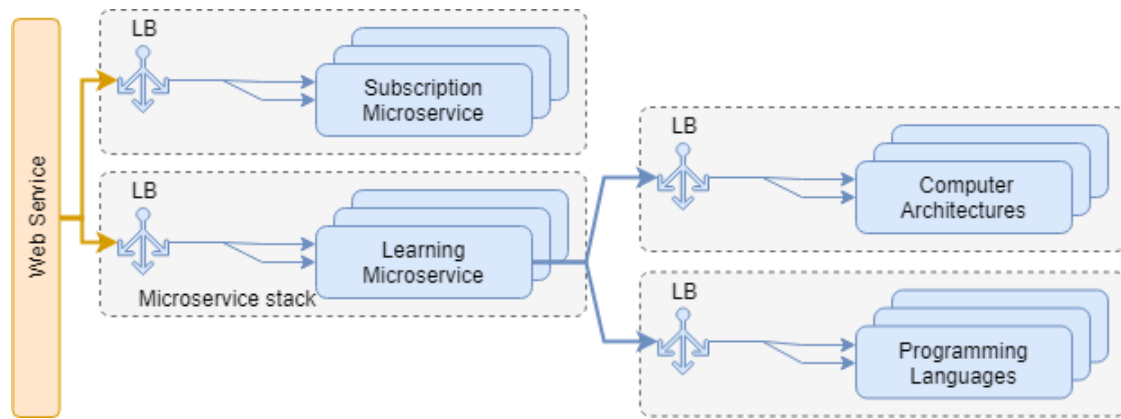 Web Service
LB
Subscription
Microservice
LB
Learning
Microservice
Microservice stack
LB
Computer
Architectures
LB
Programming
Languages